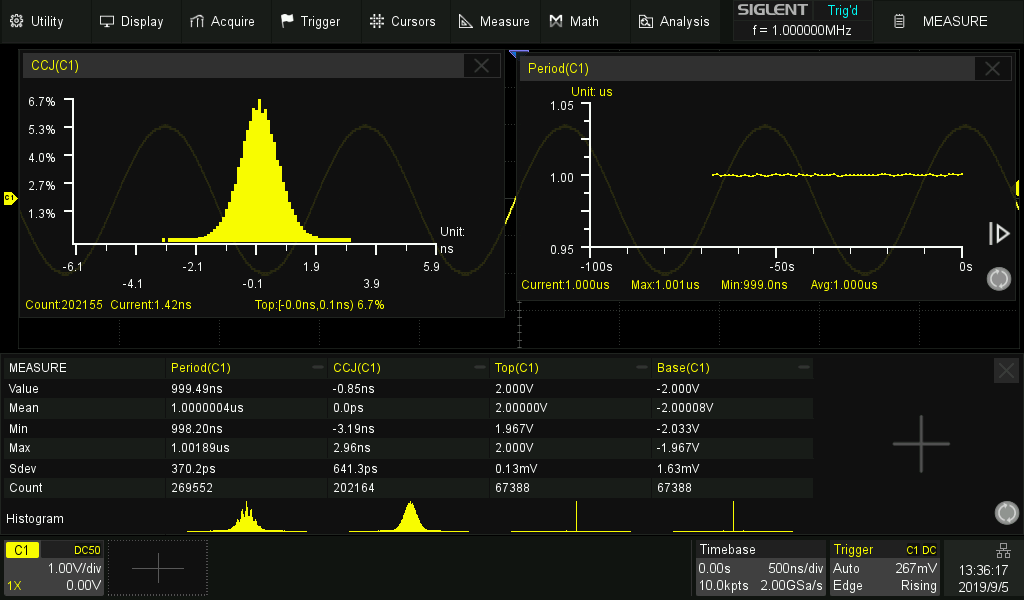 Utility Display Acquire Trigger Cursors Measure Math Analysis SIGLENT Trig'd MEASURE
f = 1.000000MHz
CCJ(C1)
6.7%
5.3%
4.0%
2.7%
1.3%
Unit:
ns
-6.1 -2.1 1.9 5.9
-4.1 -0.1 3.9
Count:202155 Current:1.42ns Top:[-0.0ns,0.1ns) 6.7%
Period(C1)
Unit: us
1.05
1.00
0.95
-100s -50s 0s
Current:1.000us Max:1.001us Min:999.0ns Avg:1.000us
C1
MEASURE Period(C1) CCJ(C1) Top(C1) Base(C1)
Value 999.49ns -0.85ns 2.000V -2.000V
Mean 1.0000004us 0.0ps 2.00000V -2.00008V
Min 998.20ns -3.19ns 1.967V -2.033V
Max 1.00189us 2.96ns 2.000V -1.967V
Sdev 370.2ps 641.3ps 0.13mV 1.63mV
Count 269552 202164 67388 67388
Histogram
C1 DC50
1.00V/div
1X 0.00V
Timebase
0.00s 500ns/div
10.0kpts 2.00GSa/s
Trigger C1 DC
Auto 267mV
Edge Rising
13:36:17
2019/9/5